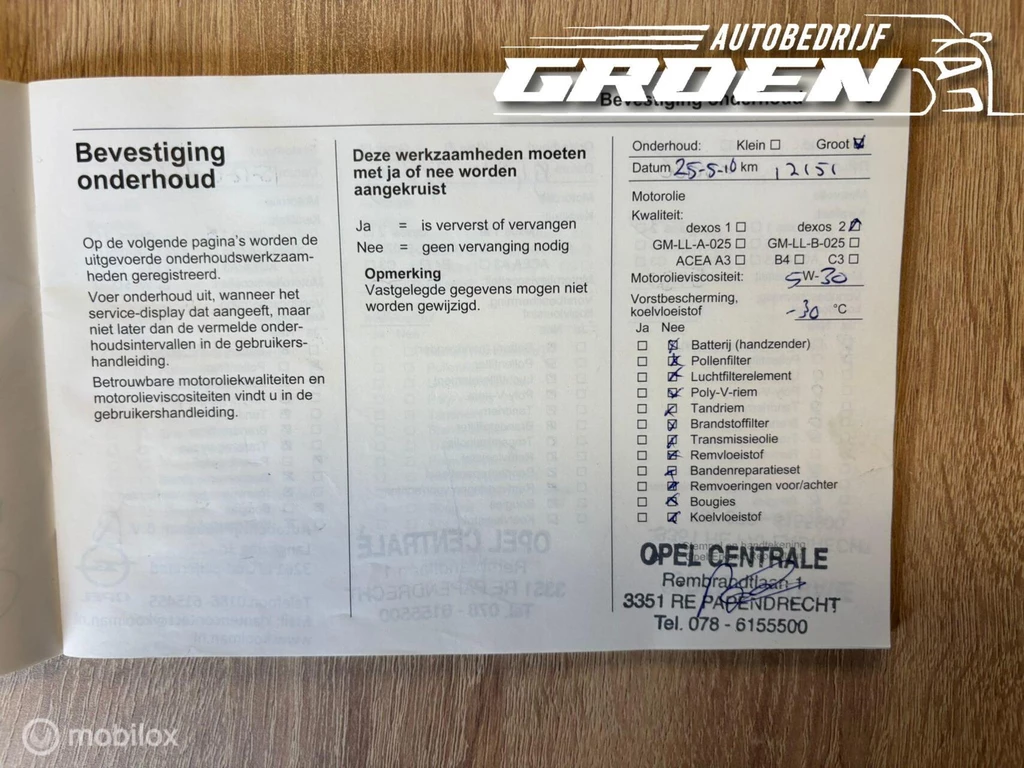 AUTOBEDRIJF
GROEN
Bevestiging onderhoud
Bevestiging
onderhoud
Op de volgende pagina's worden de
uitgevoerde onderhoudswerkzaam-
heden geregistreerd.
Voer onderhoud uit, wanneer het
service-display dat aangeeft, maar
niet later dan de vermelde onder-
houdsintervallen in de gebruikers-
handleiding.
Betrouwbare motoroliekwaliteiten en
motorolieviscositeiten vindt u in de
gebruikershandleiding.
Deze werkzaamheden moeten
met ja of nee worden
aangekruist
Ja = is ververst of vervangen
Nee = geen vervanging nodig
Opmerking
Vastgelegde gegevens mogen niet
worden gewijzigd.
Onderhoud: Klein Groot
Datum 25-5-16 km 12151
Motorolie
Kwaliteit:
dexos 1 dexos 2
GM-LL-A-025 GM-LL-B-025
ACEA A3 B4 C3
Motorolieviscositeit: 5W-30
Vorstbescherming,
koelvloeistof -30 °C
Ja Nee
Batterij (handzender)
Pollenfilter
Luchtfilterelement
Poly-V-riem
Tandriem
Brandstoffilter
Transmissieolie
Remvloeistof
Bandenreparatieset
Remvoeringen voor/achter
Bougies
Koelvloeistof
OPEL CENTRALE
Rembrandtlaan 1
3351 RE PAPENDRECHT
Tel. 078 - 6155500
mobilox